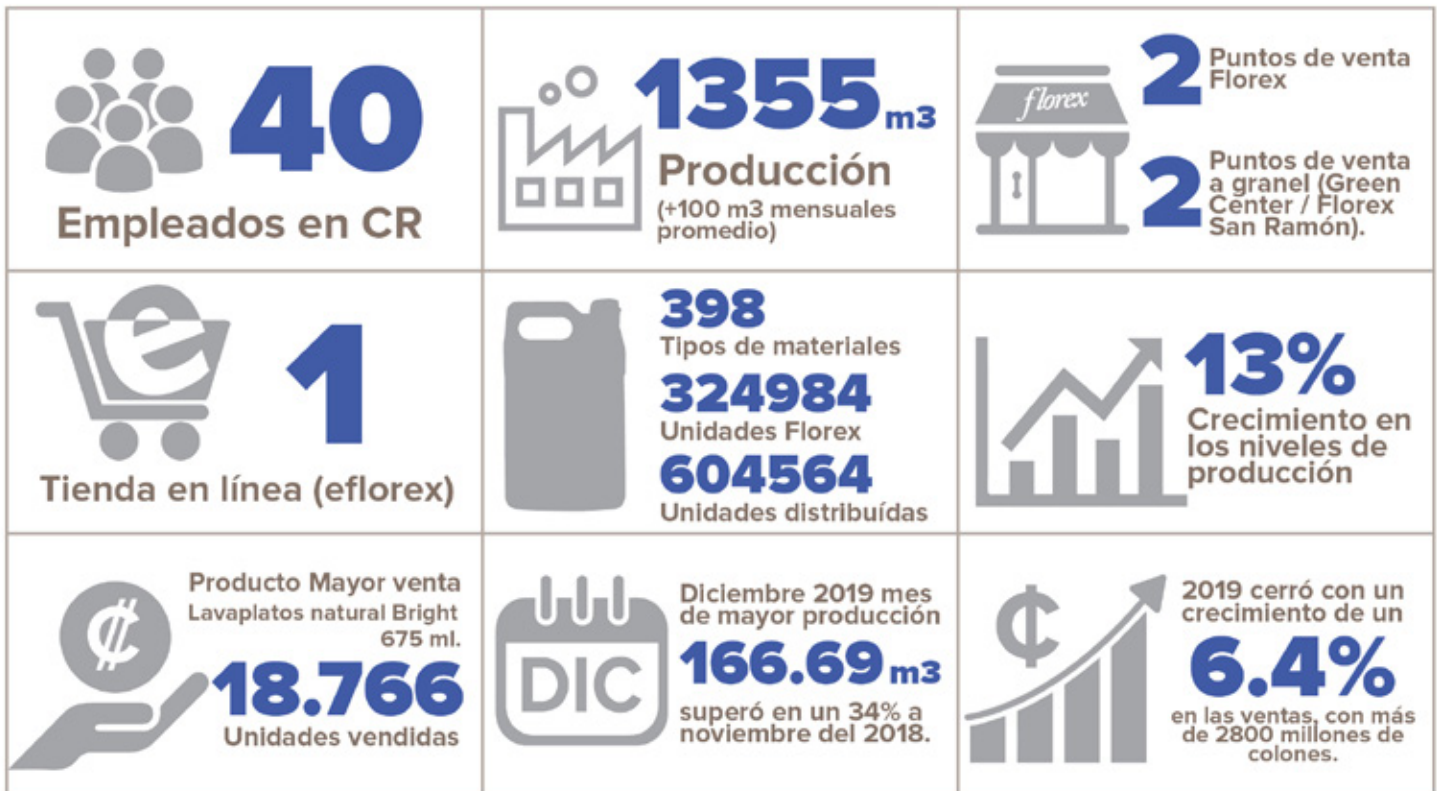 40
Empleados en CR
1355 m3
Producción
(+100 m3 mensuales
promedio)
florex
2 Puntos de venta
Florex
2 Puntos de venta
a granel (Green
Center / Florex
San Ramón).
e
1
Tienda en línea (eflorex)
398
Tipos de materiales
324984
Unidades Florex
604564
Unidades distribuídas
13%
Crecimiento en
los niveles de
producción
₡
Producto Mayor venta
Lavaplatos natural Bright
675 ml.
18.766
Unidades vendidas
DIC
Diciembre 2019 mes
de mayor producción
166.69 m3
superó en un 34% a
noviembre del 2018.
₡
2019 cerró con un
crecimiento de un
6.4%
en las ventas, con más
de 2800 millones de
colones.